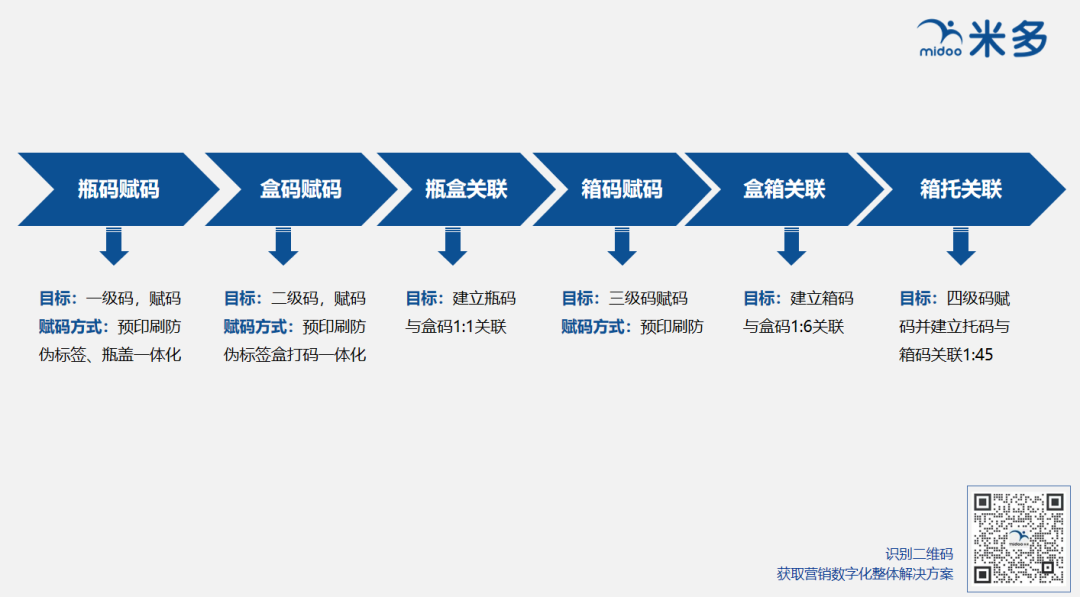 midoo 米多
瓶码赋码
盒码赋码
瓶盒关联
箱码赋码
盒箱关联
箱托关联
目标：一级码，赋码
赋码方式：预印刷防
伪标签、瓶盖一体化
目标：二级码，赋码
赋码方式：预印刷防
伪标签盒打码一体化
目标：建立瓶码
与盒码1:1关联
目标：三级码赋码
赋码方式：预印刷防
目标：建立箱码
与盒码1:6关联
目标：四级码赋
码并建立托码与
箱码关联1:45
识别二维码
获取营销数字化整体解决方案
midoo